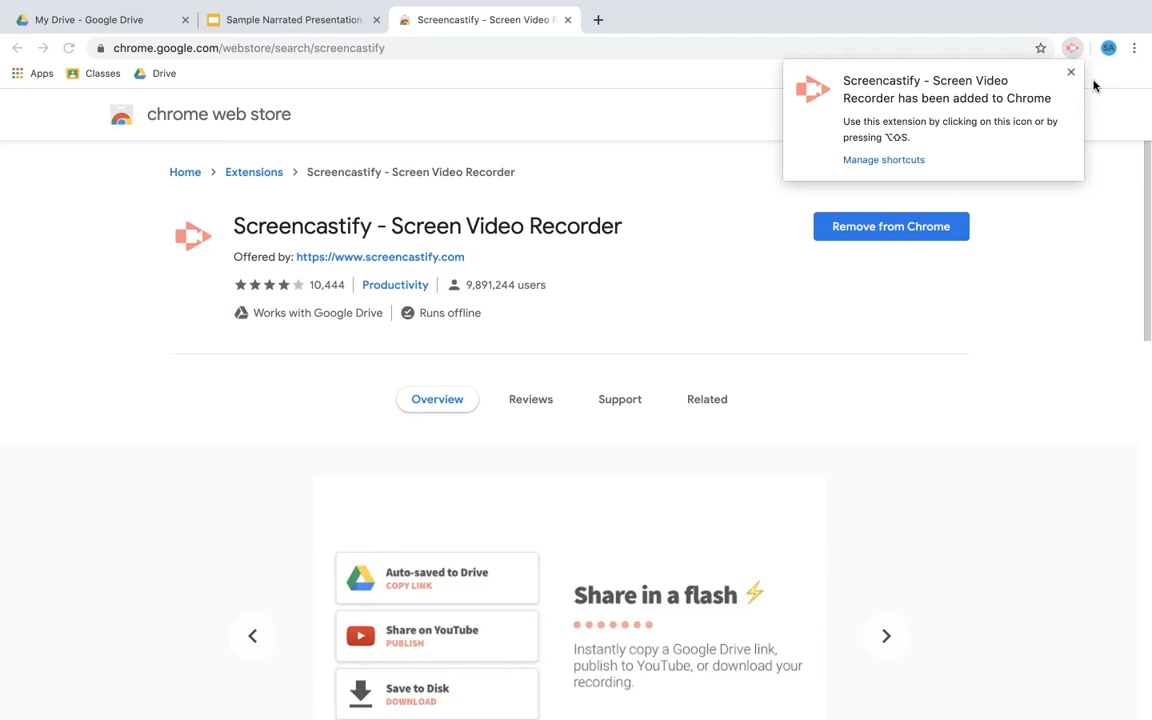 My Drive - Google Drive
Sample Narrated Presentation
Screencastify - Screen Video R
chrome.google.com/webstore/search/screencastify
SA
Apps
Classes
Drive
Screencastify - Screen Video
Recorder has been added to Chrome
Use this extension by clicking on this icon or by
pressing ⌥⇧S.
Manage shortcuts
chrome web store
Home > Extensions > Screencastify - Screen Video Recorder
Screencastify - Screen Video Recorder
Remove from Chrome
Offered by: https://www.screencastify.com
10,444 Productivity 9,891,244 users
Works with Google Drive Runs offline
Overview Reviews Support Related
Auto-saved to Drive
COPY LINK
Share on YouTube
PUBLISH
Save to Disk
DOWNLOAD
Share in a flash ⚡
Instantly copy a Google Drive link,
publish to YouTube, or download your
recording.